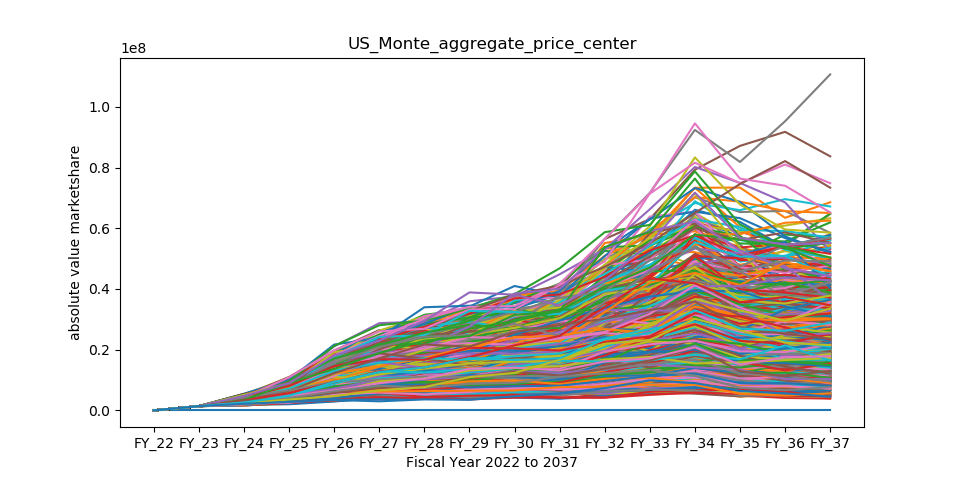 US_Monte_aggregate_price_center
1e8
1.0
0.8
0.6
0.4
0.2
0.0
absolute value marketshare
FY_22 FY_23 FY_24 FY_25 FY_26 FY_27 FY_28 FY_29 FY_30 FY_31 FY_32 FY_33 FY_34 FY_35 FY_36 FY_37
Fiscal Year 2022 to 2037